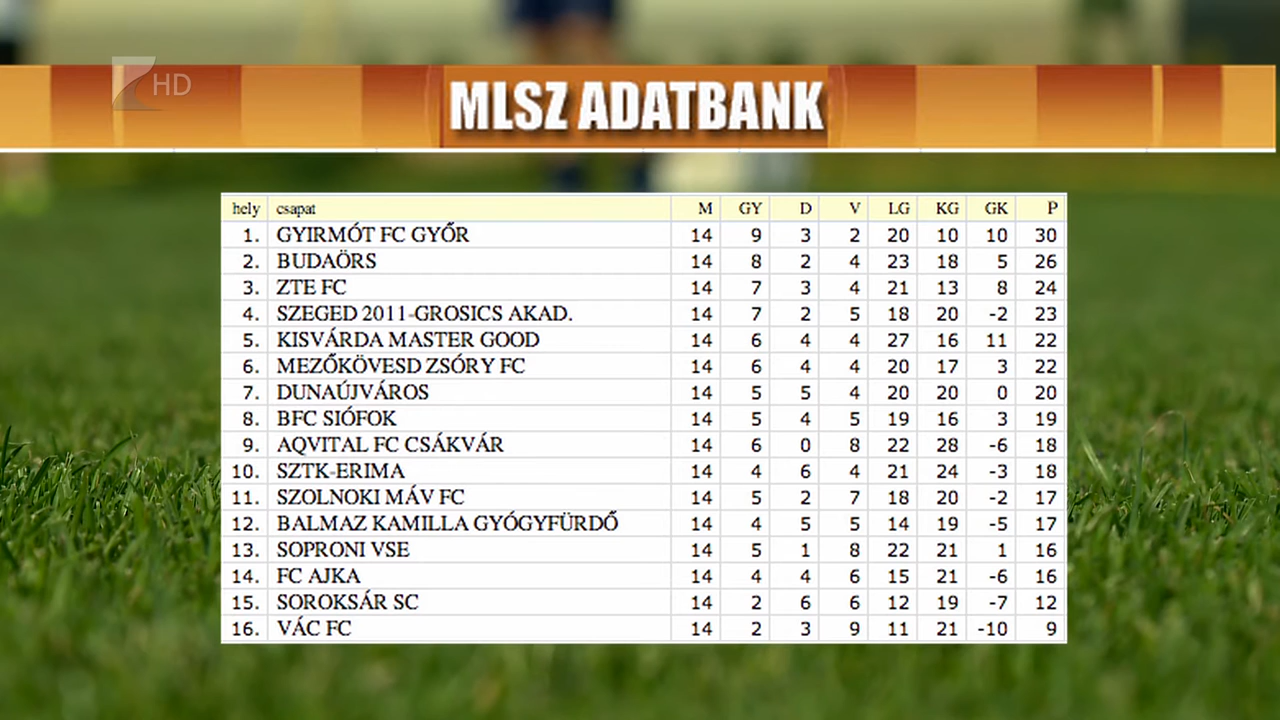 HD
MLSZ ADATBANK
hely csapat M GY D V LG KG GK P
1. GYIRMÓT FC GYŐR 14 9 3 2 20 10 10 30
2. BUDAÖRS 14 8 2 4 23 18 5 26
3. ZTE FC 14 7 3 4 21 13 8 24
4. SZEGED 2011-GROSICS AKAD. 14 7 2 5 18 20 -2 23
5. KISVÁRDA MASTER GOOD 14 6 4 4 27 16 11 22
6. MEZŐKÖVESD ZSÓRY FC 14 6 4 4 20 17 3 22
7. DUNAÚJVÁROS 14 5 5 4 20 20 0 20
8. BFC SIÓFOK 14 5 4 5 19 16 3 19
9. AQVITAL FC CSÁKVÁR 14 6 0 8 22 28 -6 18
10. SZTK-ERIMA 14 4 6 4 21 24 -3 18
11. SZOLNOKI MÁV FC 14 5 2 7 18 20 -2 17
12. BALMAZ KAMILLA GYÓGYFÜRDŐ 14 4 5 5 14 19 -5 17
13. SOPRONI VSE 14 5 1 8 22 21 1 16
14. FC AJKA 14 4 4 6 15 21 -6 16
15. SOROKSÁR SC 14 2 6 6 12 19 -7 12
16. VÁC FC 14 2 3 9 11 21 -10 9